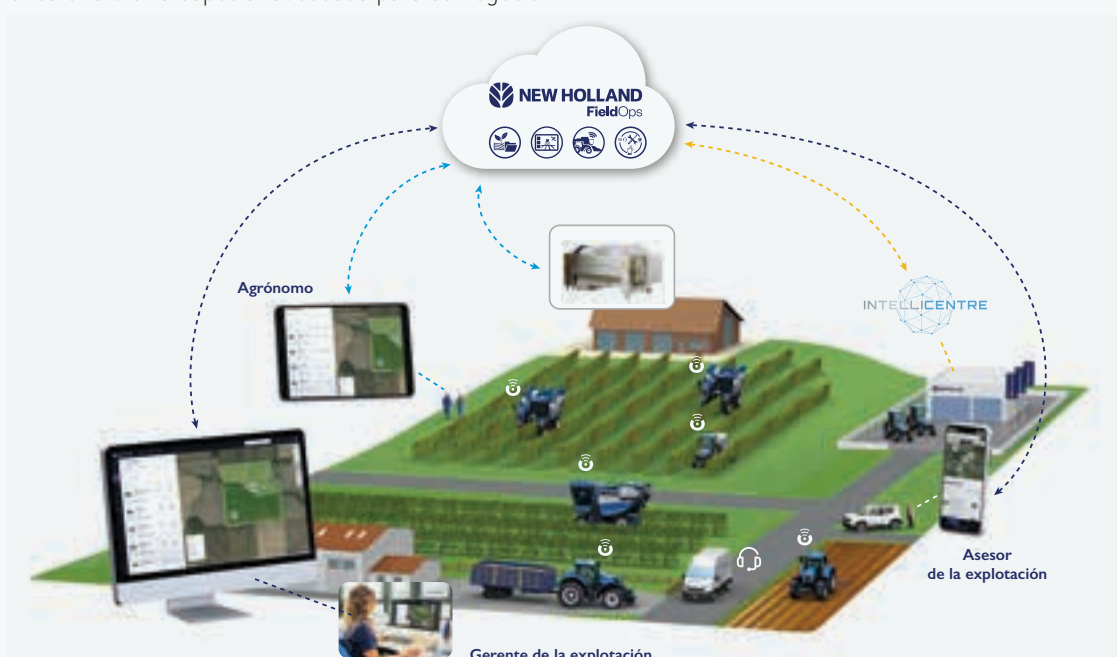 NEW HOLLAND
FieldOps
Agrónomo
INTELLICENTRE
Asesor
de la explotación
Gerente de la explotación